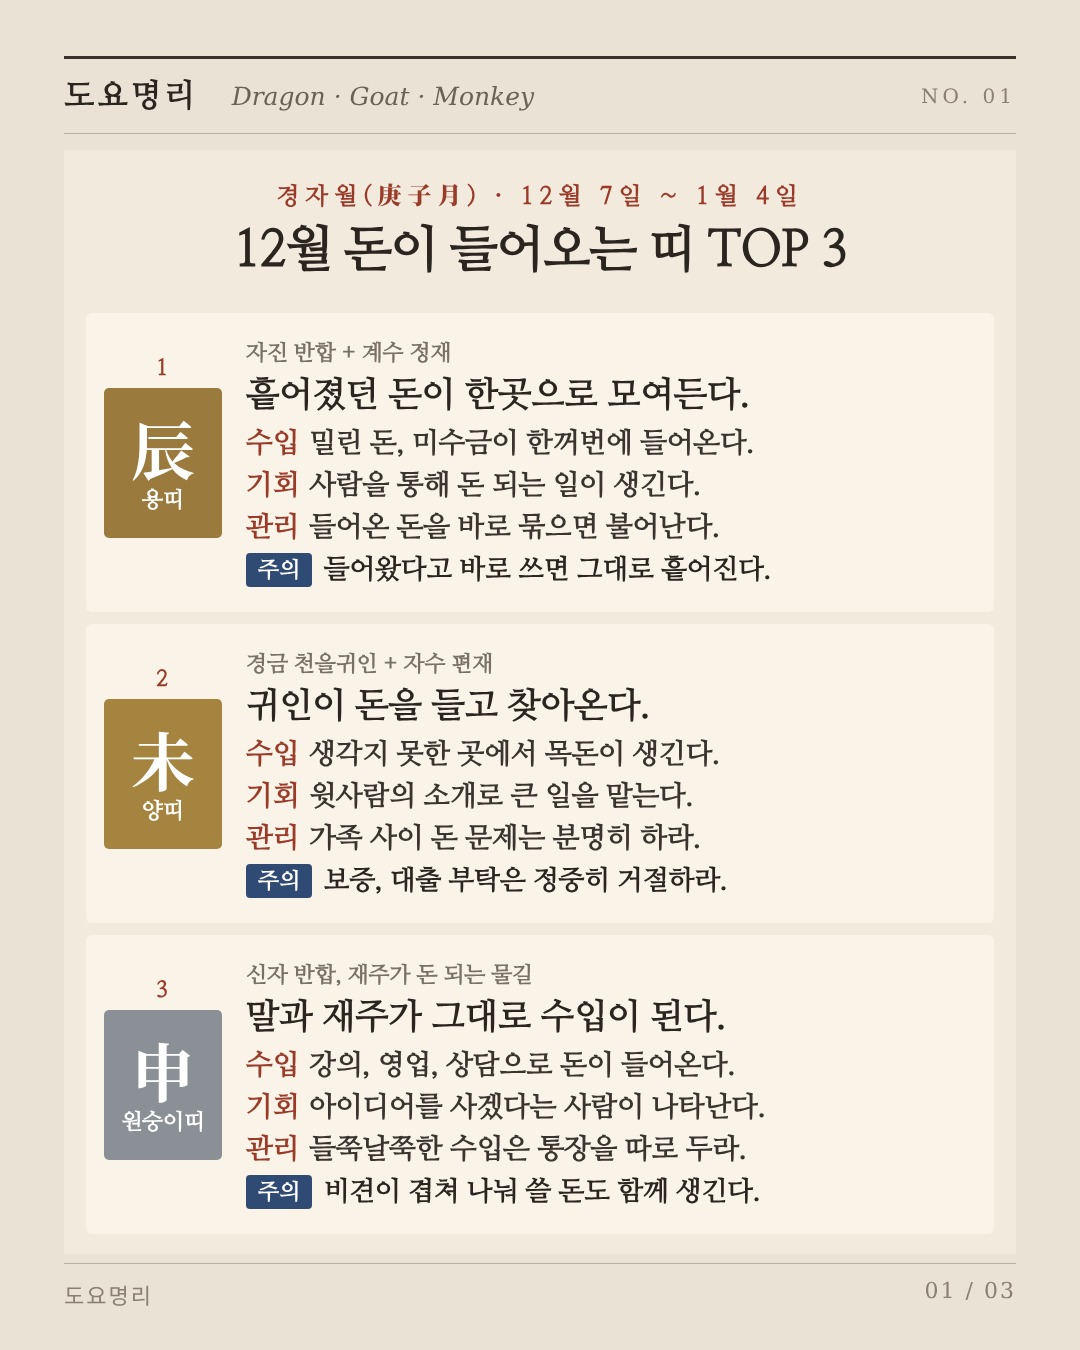 도요명리 Dragon · Goat · Monkey NO. 01
경자월(庚子月) · 12월 7일 ~ 1월 4일
12월 돈이 들어오는 띠 TOP 3
1
辰
용띠
자진 반합 + 계수 정재
흩어졌던 돈이 한곳으로 모여든다.
수입 밀린 돈, 미수금이 한꺼번에 들어온다.
기회 사람을 통해 돈 되는 일이 생긴다.
관리 들어온 돈을 바로 묶으면 불어난다.
주의 들어왔다고 바로 쓰면 그대로 흩어진다.
2
未
양띠
경금 천을귀인 + 자수 편재
귀인이 돈을 들고 찾아온다.
수입 생각지 못한 곳에서 목돈이 생긴다.
기회 윗사람의 소개로 큰 일을 맡는다.
관리 가족 사이 돈 문제는 분명히 하라.
주의 보증, 대출 부탁은 정중히 거절하라.
3
申
원숭이띠
신자 반합, 재주가 돈 되는 물길
말과 재주가 그대로 수입이 된다.
수입 강의, 영업, 상담으로 돈이 들어온다.
기회 아이디어를 사겠다는 사람이 나타난다.
관리 들쭉날쭉한 수입은 통장을 따로 두라.
주의 비견이 겹쳐 나눠 쓸 돈도 함께 생긴다.
도요명리 01 / 03